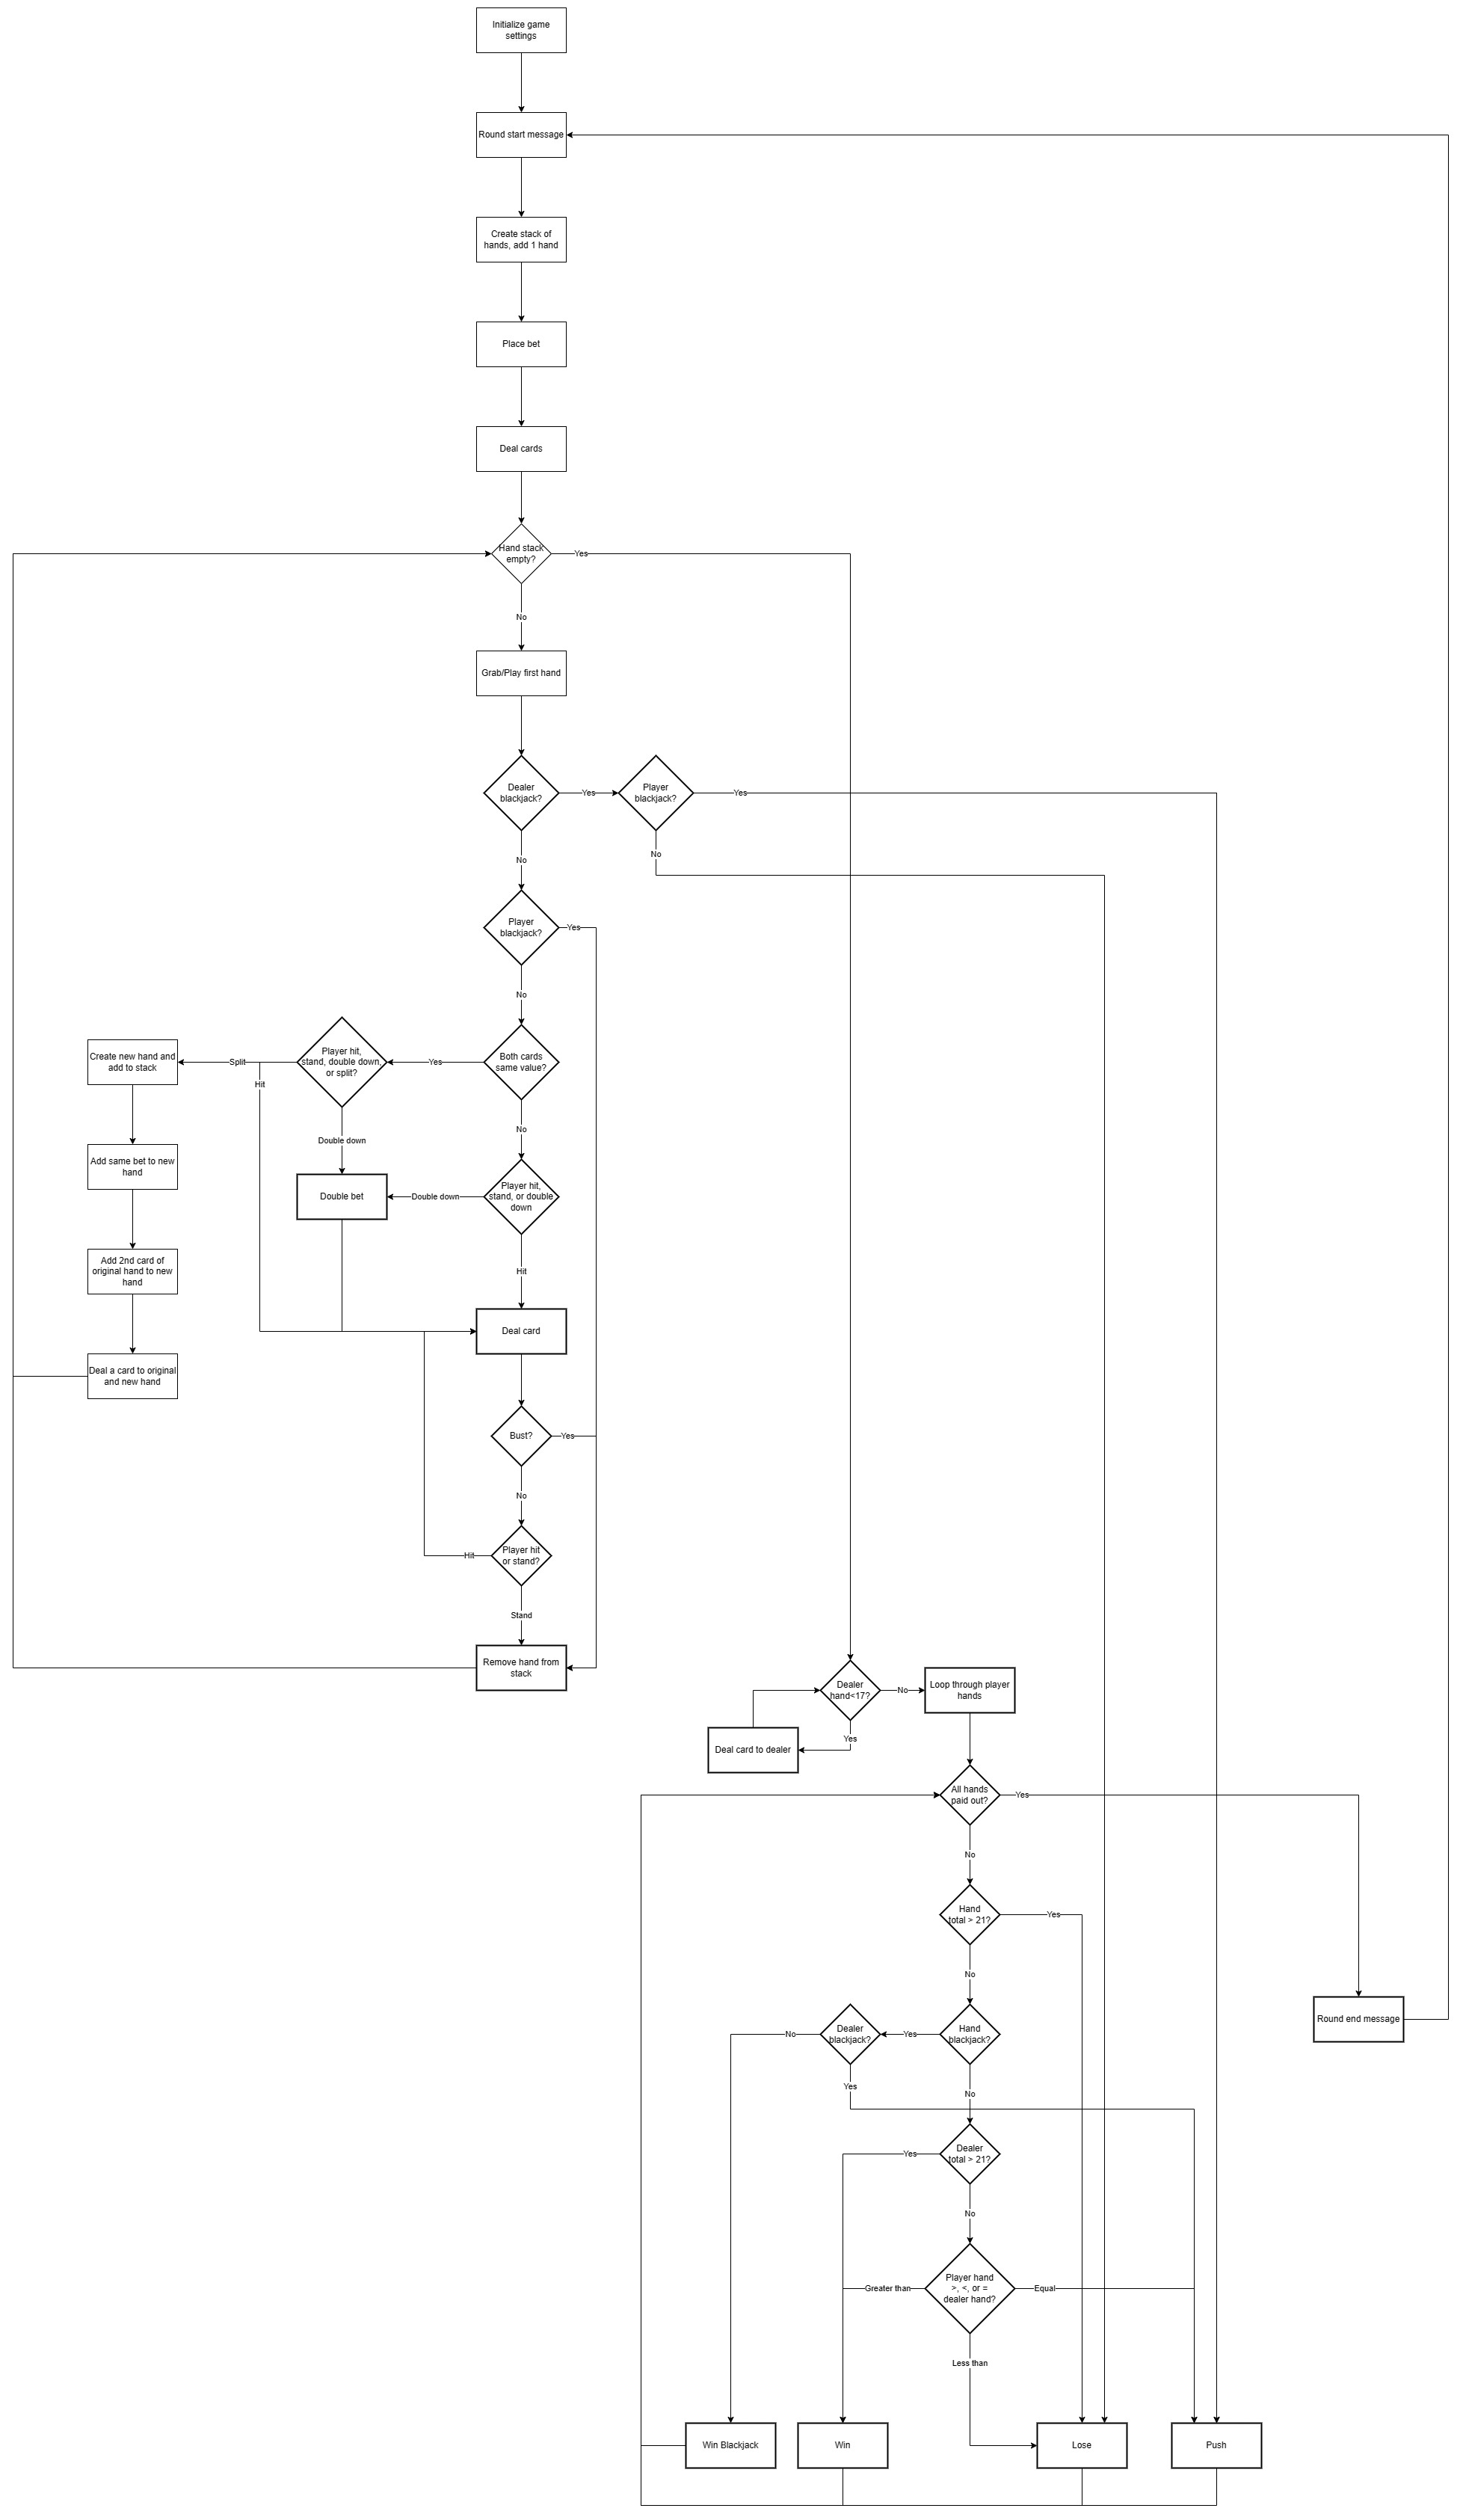 Initialize game
settings
Round start message
Create stack of
hands, add 1 hand
Place bet
Deal cards
Hand stack
empty?
Yes
No
Grab/Play first hand
Dealer
blackjack?
Yes
Player
blackjack?
Yes
No
No
Player
blackjack?
Yes
No
Create new hand and
add to stack
Split
Hit
Player hit,
stand, double down,
or split?
Yes
Both cards
same value?
Double down
No
Add same bet to new
hand
Double bet
Double down
Player hit,
stand, or double
down
Add 2nd card of
original hand to new
hand
Hit
Deal card
Deal a card to original
and new hand
Bust?
Yes
No
Hit
Player hit
or stand?
Stand
Remove hand from
stack
Dealer
hand<17?
No
Loop through player
hands
Yes
Deal card to dealer
All hands
paid out?
Yes
No
Hand
total > 21?
Yes
No
Round end message
No
Dealer
blackjack?
Yes
Hand
blackjack?
Yes
No
Yes
Dealer
total > 21?
No
Greater than
Player hand
>, <, or =
dealer hand?
Equal
Less than
Win Blackjack
Win
Lose
Push